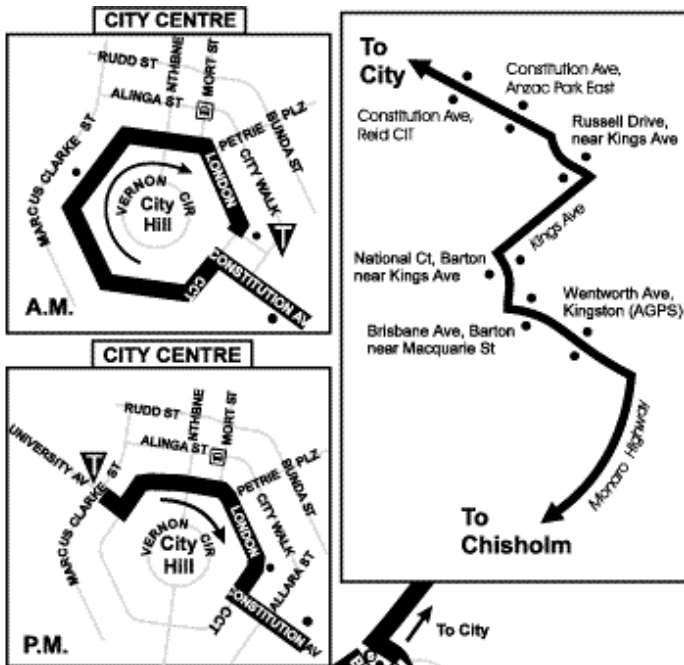 CITY CENTRE
RUDD ST
NTHBNE
MORT ST
ALINGA ST
PETRIE PLZ
BUNDA ST
MARCUS CLARKE ST
LONDON
CITY WALK
VERNON CIR
City
Hill
T
CCT
CONSTITUTION AV
A.M.
CITY CENTRE
RUDD ST
NTHBNE
MORT ST
UNIVERSITY AV
ALINGA ST
T
PETRIE PLZ
BUNDA ST
MARCUS CLARKE ST
LONDON
CITY WALK
VERNON CIR
City
Hill
ALLARA ST
CCT
CONSTITUTION AV
P.M.
To
City
Constitution Ave,
Anzac Park East
Constitution Ave,
Reid CIT
Russell Drive,
near Kings Ave
Kings Ave
National Ct, Barton
near Kings Ave
Wentworth Ave,
Kingston (AGPS)
Brisbane Ave, Barton
near Macquarie St
Monaro Highway
To
Chisholm
To City